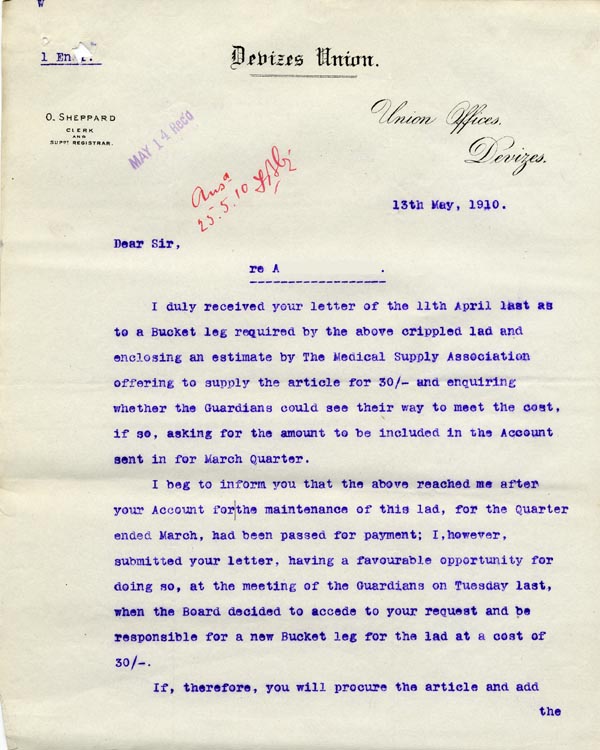 1 En
Devizes Union.
O. SHEPPARD
CLERK
AND
SUPT REGISTRAR.
MAY 14 Recd
Union Offices.
Devizes.
Ansd
25.5.10
13th May, 1910.
Dear Sir,
re A .
I duly received your letter of the 11th April last as
to a Bucket leg required by the above crippled lad and
enclosing an estimate by The Medical Supply Association
offering to supply the article for 30/- and enquiring
whether the Guardians could see their way to meet the cost,
if so, asking for the amount to be included in the Account
sent in for March Quarter.
I beg to inform you that the above reached me after
your Account for|the maintenance of this lad, for the Quarter
ended March, had been passed for payment; I,however,
submitted your letter, having a favourable opportunity for
doing so, at the meeting of the Guardians on Tuesday last,
when the Board decided to accede to your request and be
responsible for a new Bucket leg for the lad at a cost of
30/-.
If, therefore, you will procure the article and add
the